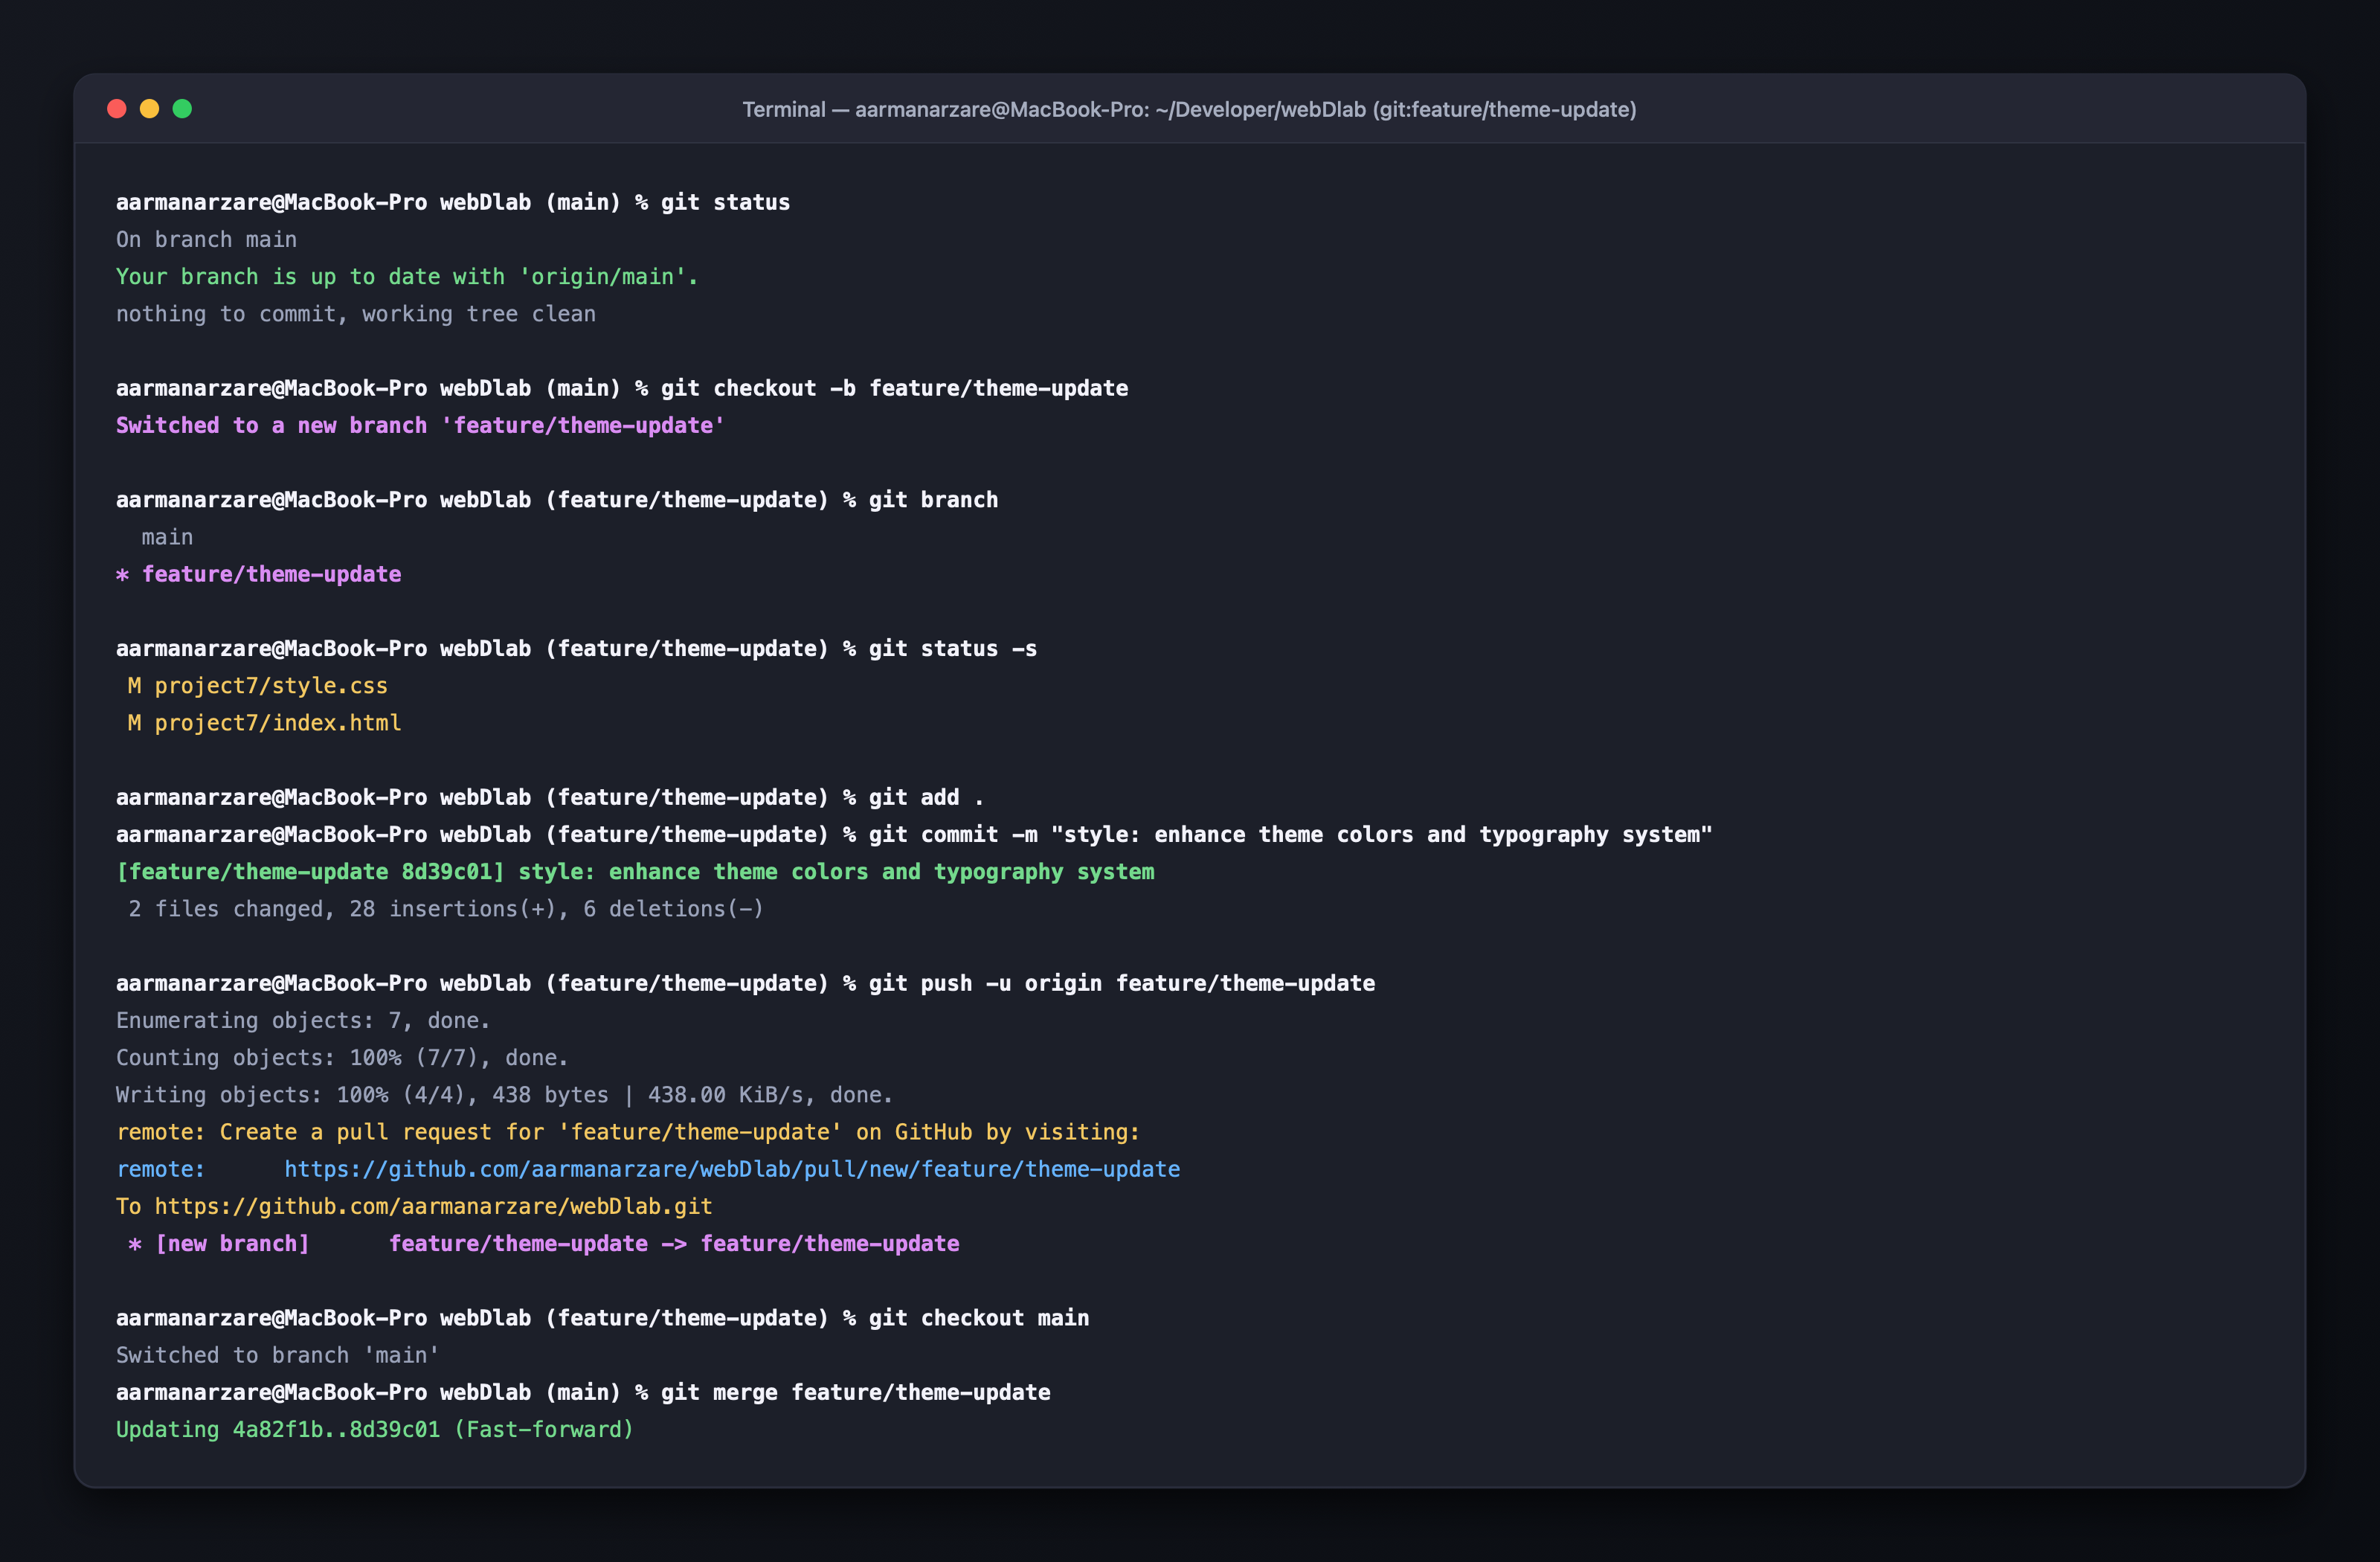 Terminal — aarmanarzare@MacBook-Pro: ~/Developer/webDlab (git:feature/theme-update)
aarmanarzare@MacBook-Pro webDlab (main) % git status
On branch main
Your branch is up to date with 'origin/main'.
nothing to commit, working tree clean
aarmanarzare@MacBook-Pro webDlab (main) % git checkout -b feature/theme-update
Switched to a new branch 'feature/theme-update'
aarmanarzare@MacBook-Pro webDlab (feature/theme-update) % git branch
  main
* feature/theme-update
aarmanarzare@MacBook-Pro webDlab (feature/theme-update) % git status -s
 M project7/style.css
 M project7/index.html
aarmanarzare@MacBook-Pro webDlab (feature/theme-update) % git add .
aarmanarzare@MacBook-Pro webDlab (feature/theme-update) % git commit -m "style: enhance theme colors and typography system"
[feature/theme-update 8d39c01] style: enhance theme colors and typography system
 2 files changed, 28 insertions(+), 6 deletions(-)
aarmanarzare@MacBook-Pro webDlab (feature/theme-update) % git push -u origin feature/theme-update
Enumerating objects: 7, done.
Counting objects: 100% (7/7), done.
Writing objects: 100% (4/4), 438 bytes | 438.00 KiB/s, done.
remote: Create a pull request for 'feature/theme-update' on GitHub by visiting:
remote:      https://github.com/aarmanarzare/webDlab/pull/new/feature/theme-update
To https://github.com/aarmanarzare/webDlab.git
 * [new branch]      feature/theme-update -> feature/theme-update
aarmanarzare@MacBook-Pro webDlab (feature/theme-update) % git checkout main
Switched to branch 'main'
aarmanarzare@MacBook-Pro webDlab (main) % git merge feature/theme-update
Updating 4a82f1b..8d39c01 (Fast-forward)